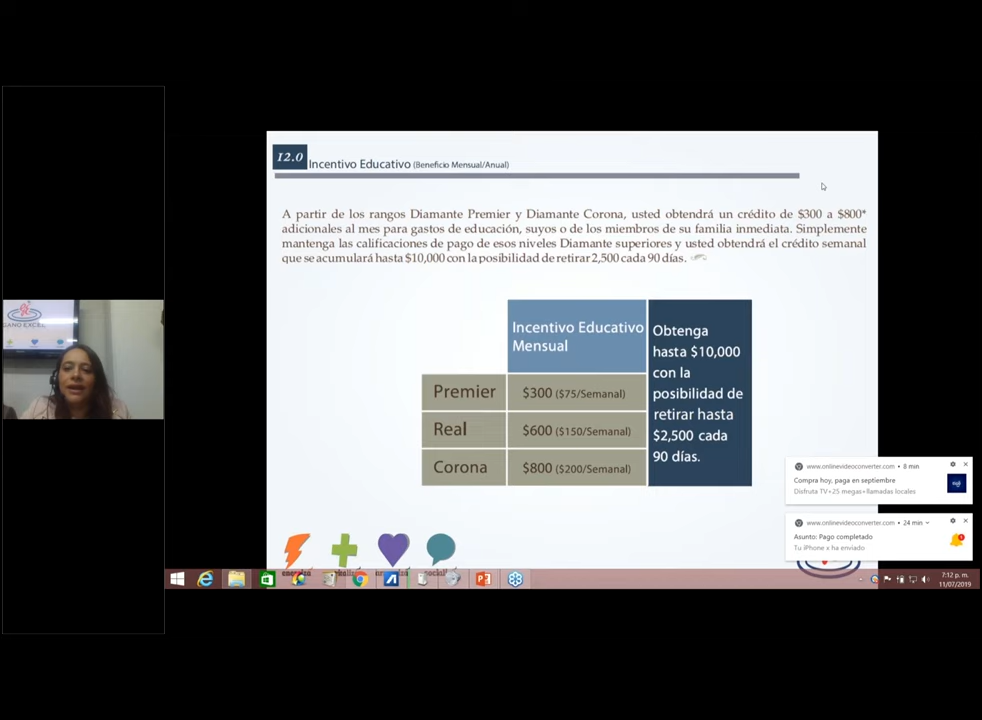 12.0
Incentivo Educativo (Beneficio Mensual/Anual)
A partir de los rangos Diamante Premier y Diamante Corona, usted obtendrá un crédito de $300 a $800*
adicionales al mes para gastos de educación, suyos o de los miembros de su familia inmediata. Simplemente
mantenga las calificaciones de pago de esos niveles Diamante superiores y usted obtendrá el crédito semanal
que se acumulará hasta $10,000 con la posibilidad de retirar 2,500 cada 90 días.
Incentivo Educativo
Mensual
Premier $300 ($75/Semanal)
Real $600 ($150/Semanal)
Corona $800 ($200/Semanal)
Obtenga
hasta $10,000
con la
posibilidad de
retirar hasta
$2,500 cada
90 días.
GANO EXCEL
www.onlinevideoconverter.com • 8 min
Compra hoy, paga en septiembre
Disfruta TV • 25 megas • llamadas locales
www.onlinevideoconverter.com • 24 min
Asunto: Pago completado
Tu iPhone x ha enviado
7:12 p. m.
11/07/2019